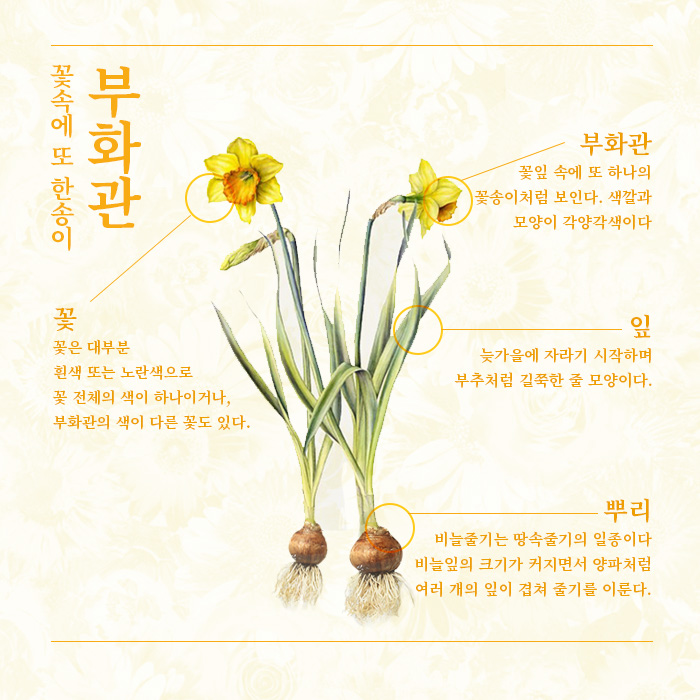 부화관
꽃속에 또 한송이
부화관
꽃잎 속에 또 하나의
꽃송이처럼 보인다. 색깔과
모양이 각양각색이다
꽃
꽃은 대부분
흰색 또는 노란색으로
꽃 전체의 색이 하나이거나,
부화관의 색이 다른 꽃도 있다.
잎
늦가을에 자라기 시작하며
부추처럼 길쭉한 줄 모양이다.
뿌리
비늘줄기는 땅속줄기의 일종이다
비늘잎의 크기가 커지면서 양파처럼
여러 개의 잎이 겹쳐 줄기를 이룬다.